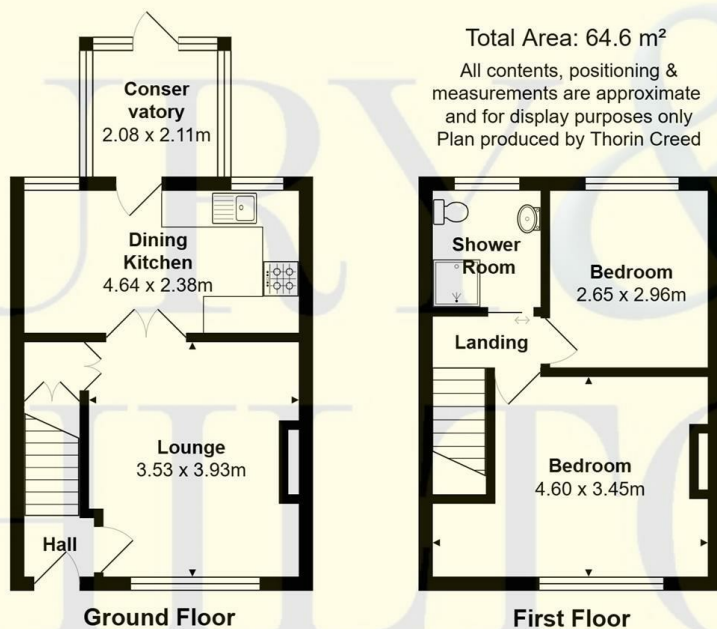 Total Area: 64.6 m²
All contents, positioning &
measurements are approximate
and for display purposes only
Plan produced by Thorin Creed
Conser
vatory
2.08 x 2.11m
Dining
Kitchen
4.64 x 2.38m
Lounge
3.53 x 3.93m
Hall
Ground Floor
Shower
Room
Bedroom
2.65 x 2.96m
Landing
Bedroom
4.60 x 3.45m
First Floor